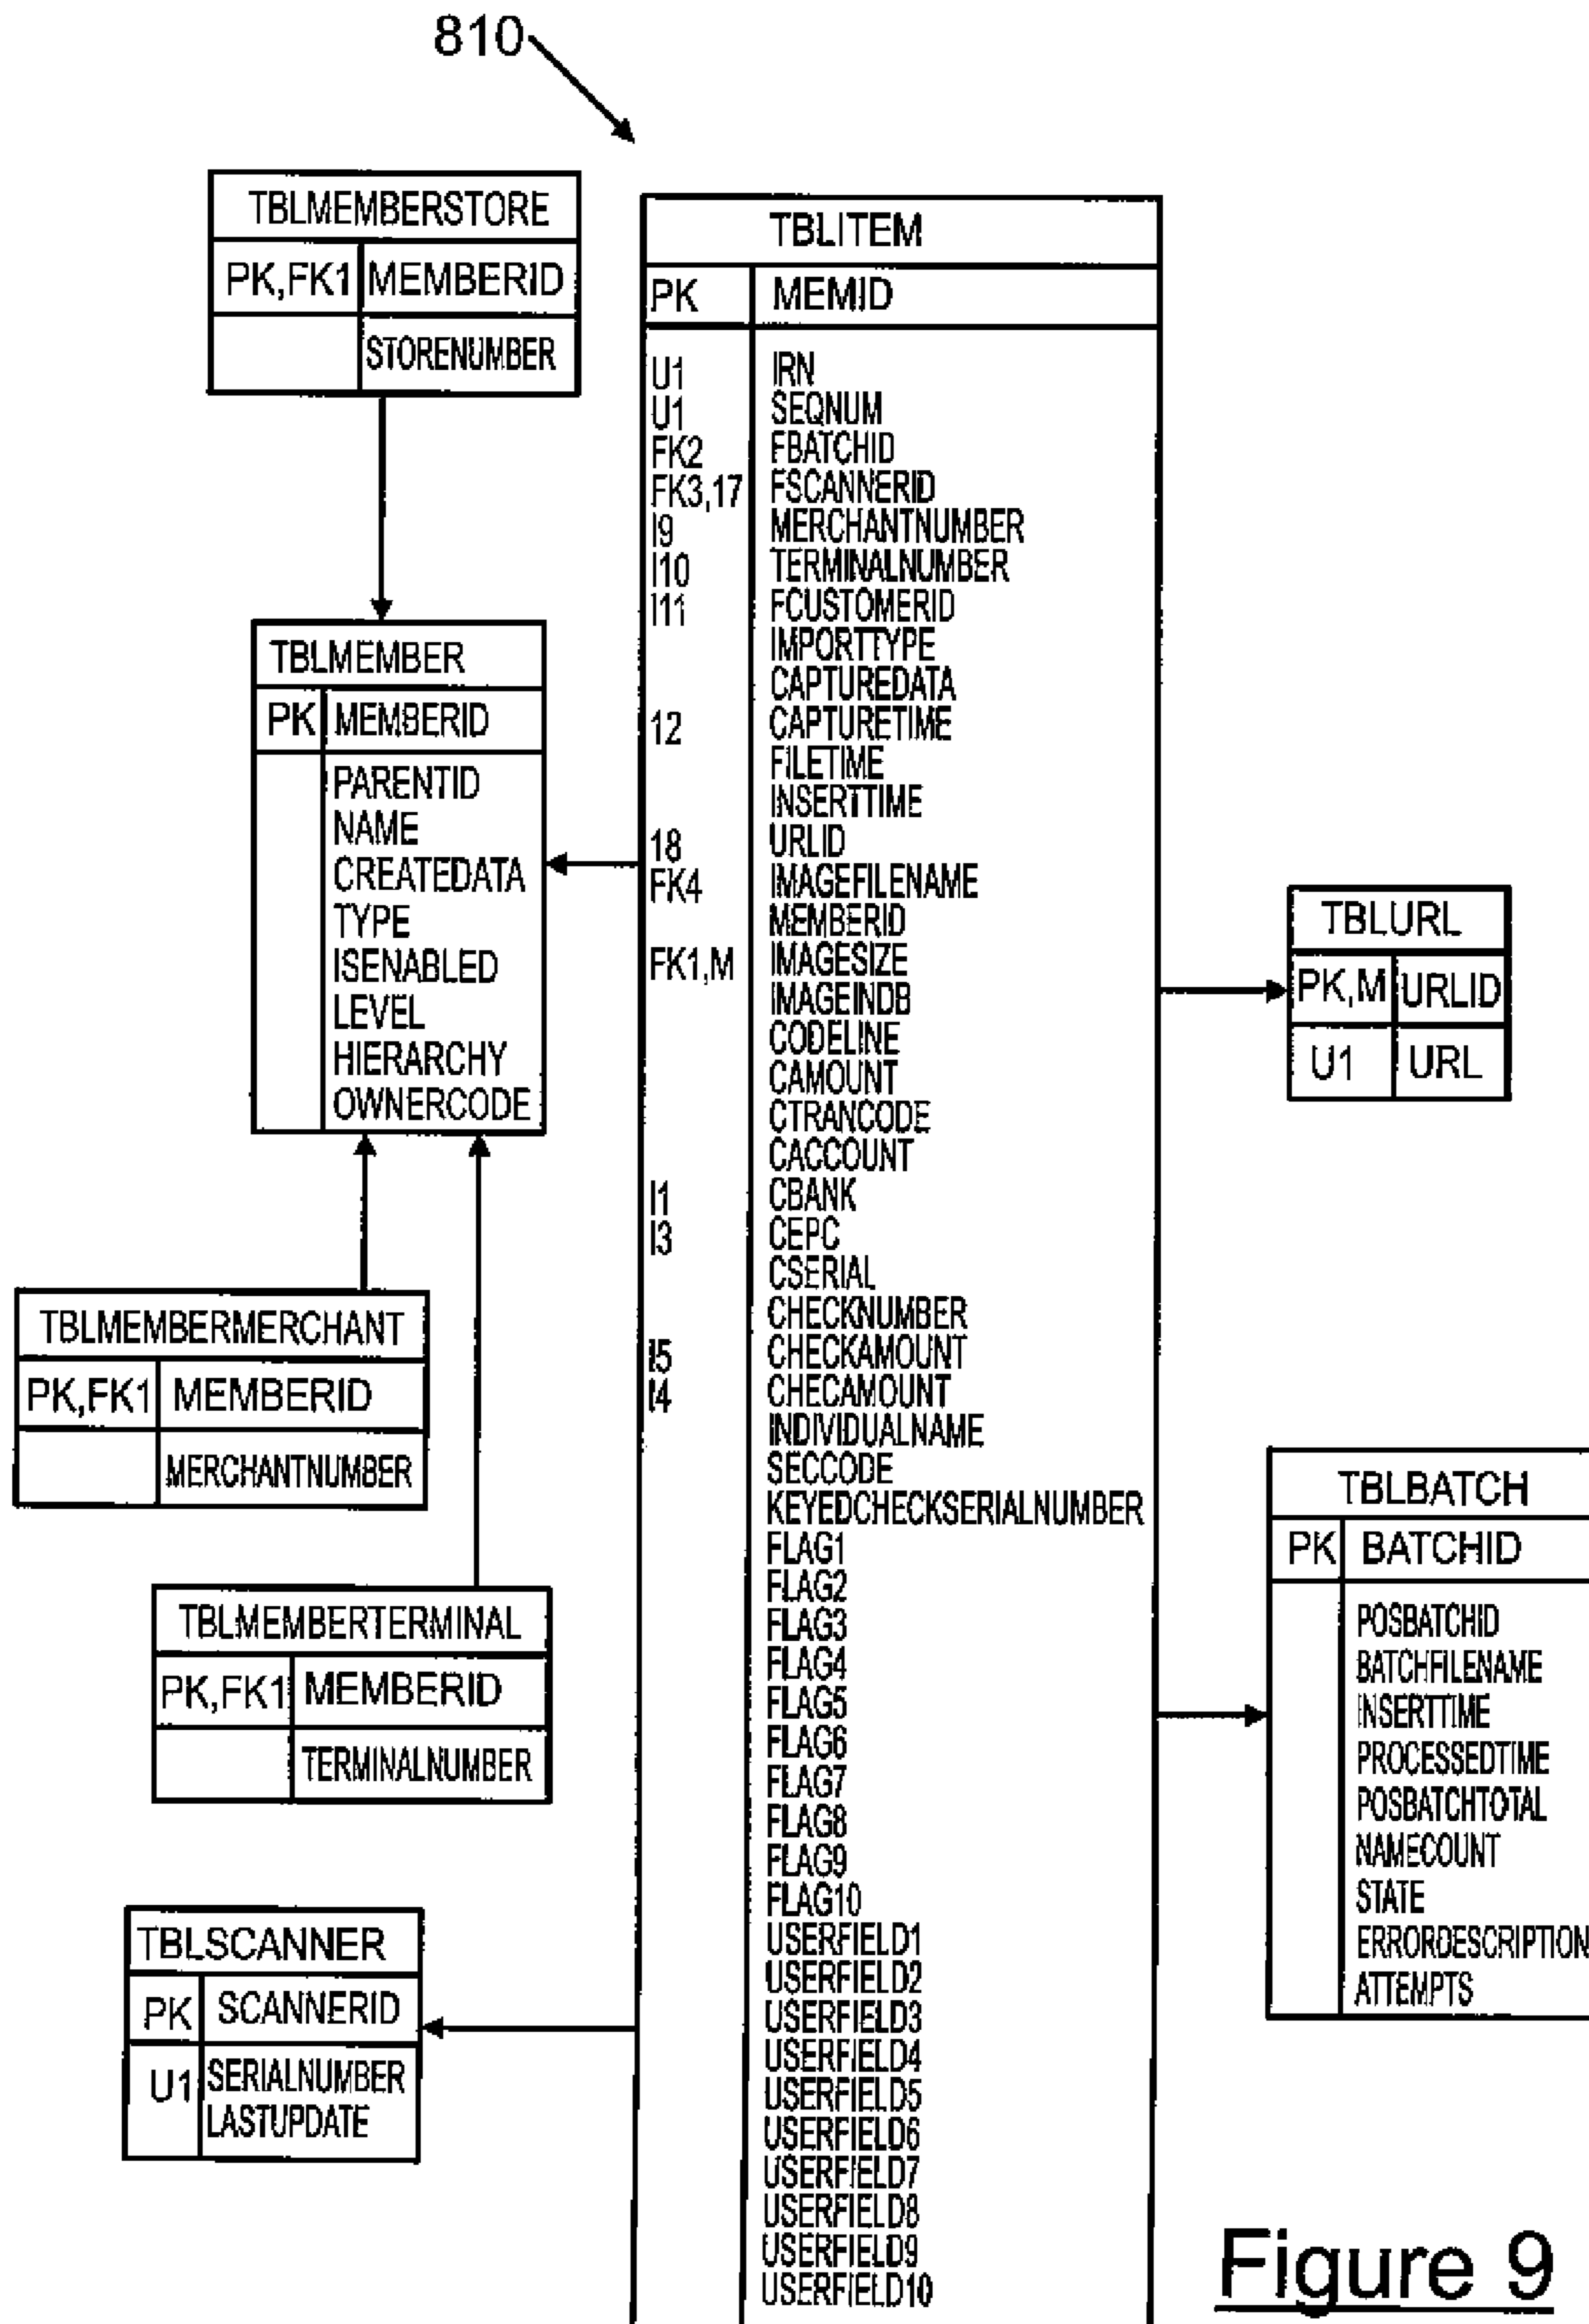 810
TBLMEMBERSTORE
PK,FK1 MEMBERID
STORENUMBER
TBLMEMBER
PK MEMBERID
PARENTID
NAME
CREATEDATA
TYPE
ISENABLED
LEVEL
HIERARCHY
OWNERCODE
TBLMEMBERMERCHANT
PK,FK1 MEMBERID
MERCHANTNUMBER
TBLMEMBERTERMINAL
PK,FK1 MEMBERID
TERMINALNUMBER
TBLSCANNER
PK SCANNERID
U1 SERIALNUMBER
LASTUPDATE
TBLITEM
PK MEMID
U1 IRN
U1 SEQNUM
FK2 FBATCHID
FK3,17 FSCANNERID
I9 MERCHANTNUMBER
I10 TERMINALNUMBER
I11 FCUSTOMERID
IMPORTTYPE
CAPTUREDATA
12 CAPTURETIME
FILETIME
INSERTTIME
18 URLID
FK4 IMAGEFILENAME
MEMBERID
FK1,M IMAGESIZE
IMAGEINDB
CODELINE
CAMOUNT
CTRANCODE
CACCOUNT
I1 CBANK
I3 CEPC
CSERIAL
CHECKNUMBER
I5 CHECKAMOUNT
I4 CHECAMOUNT
INDIVIDUALNAME
SECCODE
KEYEDCHECKSERIALNUMBER
FLAG1
FLAG2
FLAG3
FLAG4
FLAG5
FLAG6
FLAG7
FLAG8
FLAG9
FLAG10
USERFIELD1
USERFIELD2
USERFIELD3
USERFIELD4
USERFIELD5
USERFIELD6
USERFIELD7
USERFIELD8
USERFIELD9
USERFIELD10
TBLURL
PK,M URLID
U1 URL
TBLBATCH
PK BATCHID
POSBATCHID
BATCHFILENAME
INSERTTIME
PROCESSEDTIME
POSBATCHTOTAL
NAMECOUNT
STATE
ERRORDESCRIPTION
ATTEMPTS
Figure 9